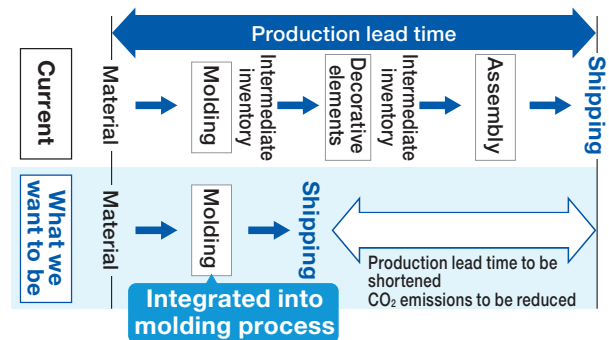 Production lead time
Current
Material
Molding
Intermediate
inventory
Decorative
elements
Intermediate
inventory
Assembly
Shipping
What we
want to be
Material
Molding
Shipping
Production lead time to be
shortened
CO₂ emissions to be reduced
Integrated into
molding process